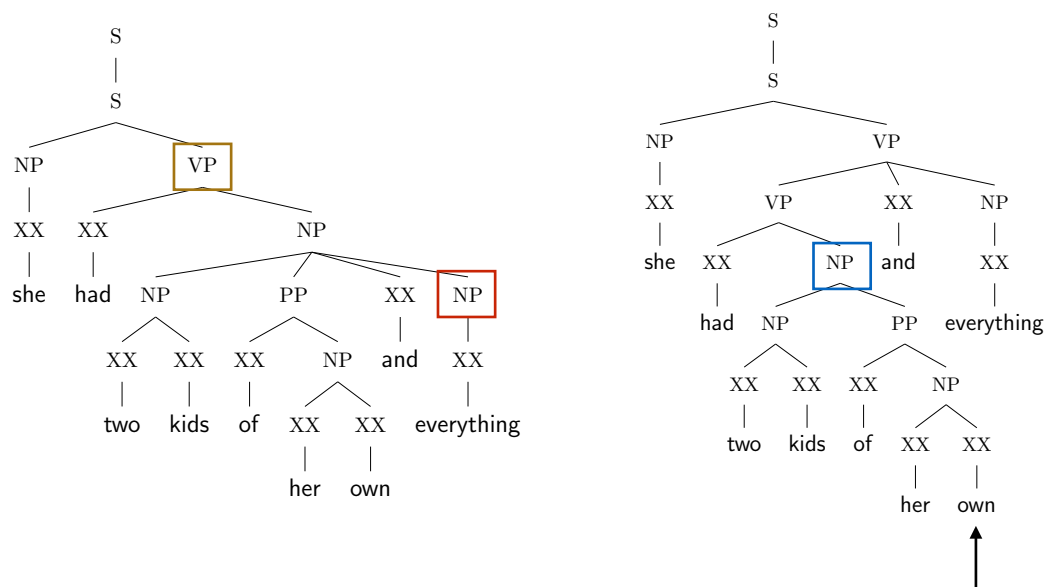 S
S
NP VP
XX XX NP
she had NP PP XX NP
XX XX XX NP and XX
two kids of XX XX everything
her own
S
S
NP VP
XX VP XX NP
she XX NP and XX
had NP PP everything
XX XX XX NP
two kids of XX XX
her own